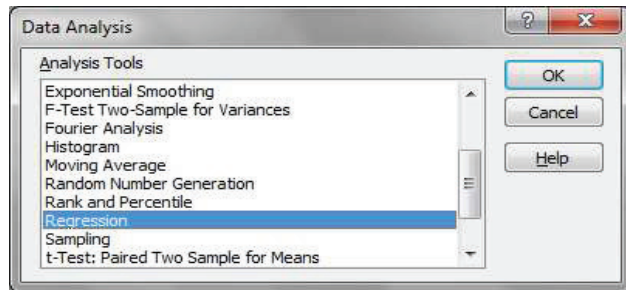 Data Analysis
?
X
Analysis Tools
Exponential Smoothing
F-Test Two-Sample for Variances
Fourier Analysis
Histogram
Moving Average
Random Number Generation
Rank and Percentile
Regression
Sampling
t-Test: Paired Two Sample for Means
OK
Cancel
Help